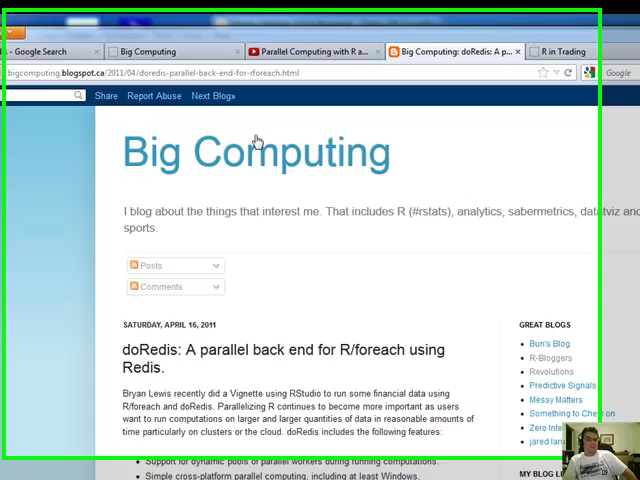 s - Google Search
Big Computing
Parallel Computing with R a...
Big Computing: doRedis: A p...
R in Trading
bigcomputing.blogspot.ca/2011/04/doredis-parallel-back-end-for-rforeach.html
Google
Share Report Abuse Next Blog»
Big Computing
I blog about the things that interest me. That includes R (#rstats), analytics, sabermetrics, dataviz and
sports.
Posts
Comments
SATURDAY, APRIL 16, 2011
doRedis: A parallel back end for R/foreach using
Redis.
Bryan Lewis recently did a Vignette using RStudio to run some financial data using
R/foreach and doRedis. Parallelizing R continues to become more important as users
want to run computations on larger and larger quantities of data in reasonable amounts of
time particularly on clusters or the cloud. doRedis includes the following features:
Support for dynamic pools of parallel workers during running computations.
Simple cross-platform parallel computing, including at least Windows,
GREAT BLOGS
Bun's Blog
R-Bloggers
Revolutions
Predictive Signals
Messy Matters
Something to Chew on
Zero
jared
MY BLOG